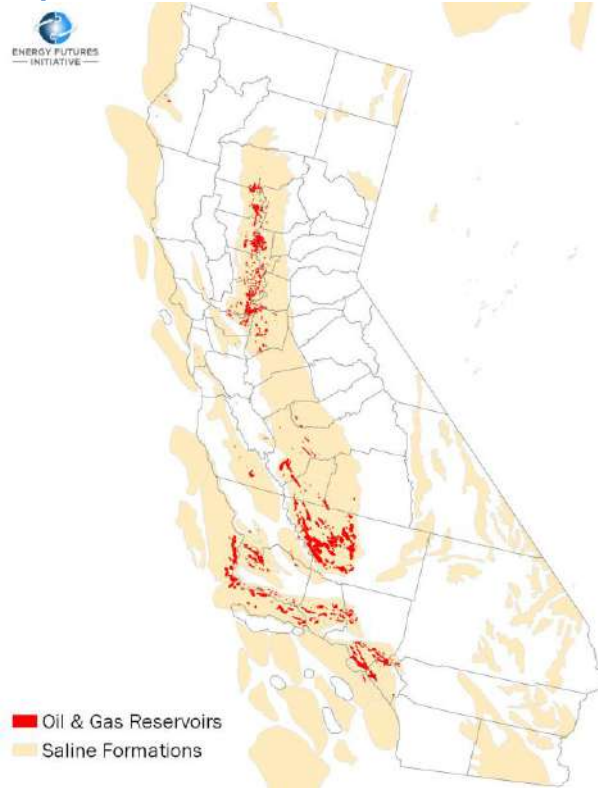 ENERGY FUTURES
INITIATIVE
Oil & Gas Reservoirs
Saline Formations